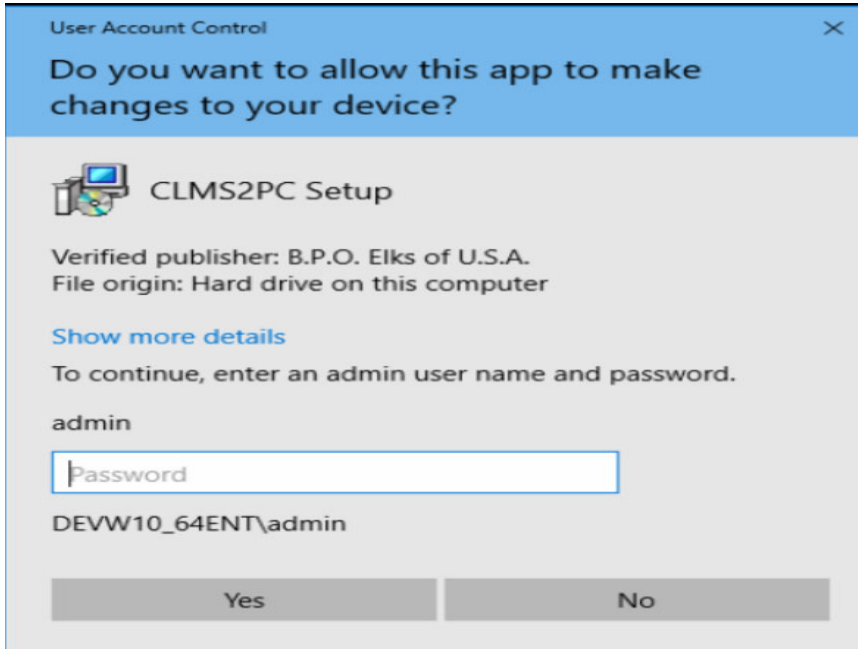 User Account Control
Do you want to allow this app to make
changes to your device?
CLMS2PC Setup
Verified publisher: B.P.O. Elks of U.S.A.
File origin: Hard drive on this computer
Show more details
To continue, enter an admin user name and password.
admin
Password
DEVW10_64ENT\admin
Yes
No